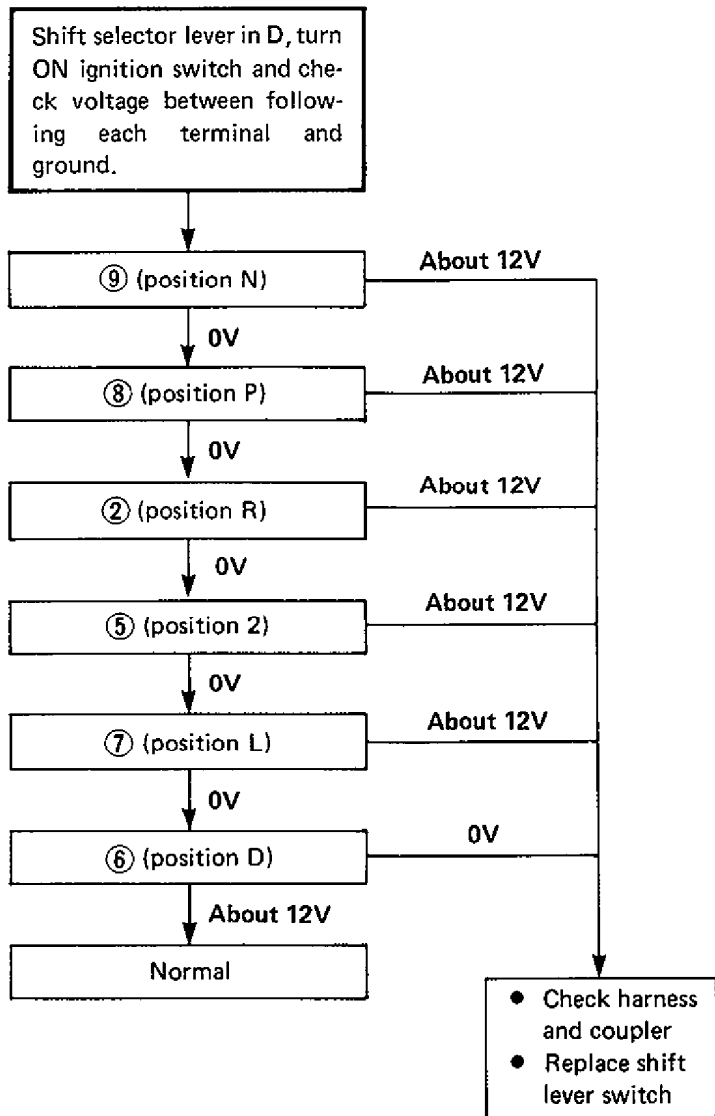 Shift selector lever in D, turn
ON ignition switch and che-
ck voltage between follow-
ing each terminal and
ground.
⑨ (position N)
About 12V
0V
⑧ (position P)
About 12V
0V
② (position R)
About 12V
0V
⑤ (position 2)
About 12V
0V
⑦ (position L)
About 12V
0V
⑥ (position D)
0V
About 12V
Normal
● Check harness
and coupler
● Replace shift
lever switch